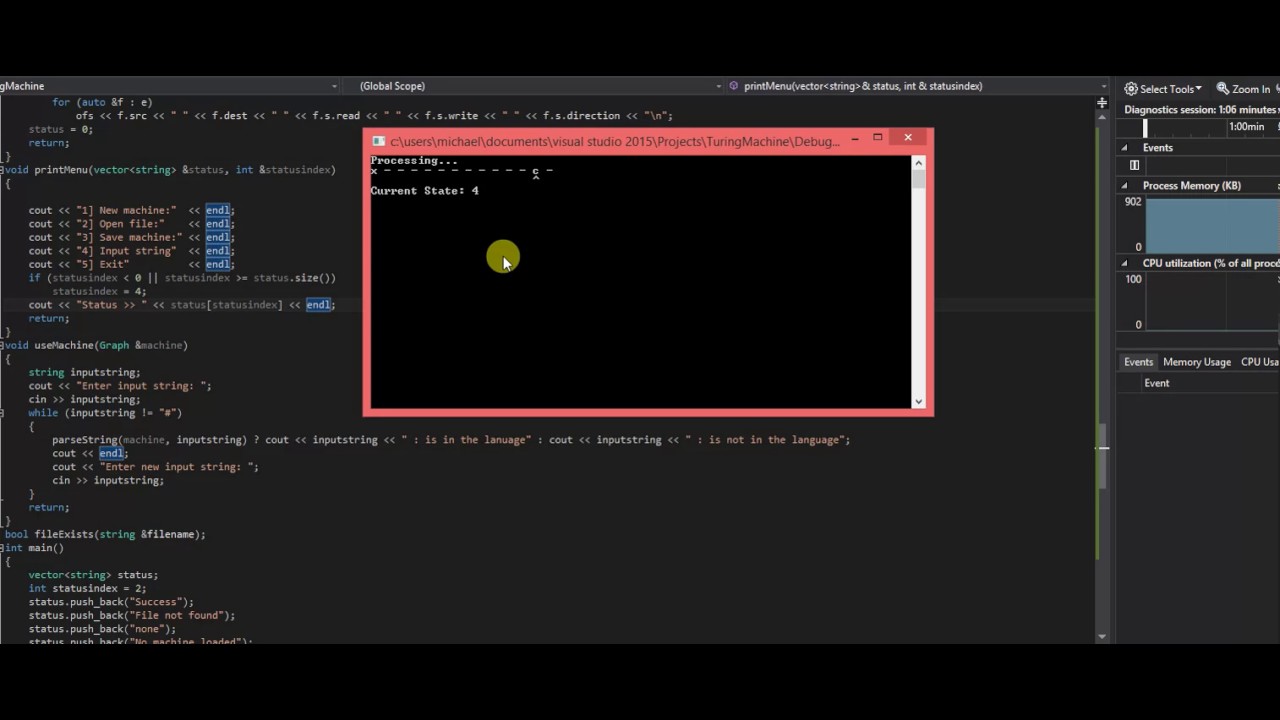 ngMachine (Global Scope) printMenu(vector<string>& status, int & statusindex)
Select Tools Zoom In
for (auto &f : e)
ofs << f.src << " " << f.dest << " " << f.s.read << " " << f.s.write << " " << f.s.direction << "\n";
status = 0;
return;
}
void printMenu(vector<string> &status, int &statusindex)
{
cout << "1] New machine:" << endl;
cout << "2] Open file:" << endl;
cout << "3] Save machine:" << endl;
cout << "4] Input string" << endl;
cout << "5] Exit" << endl;
if (statusindex < 0 || statusindex >= status.size())
statusindex = 4;
cout << "Status >> " << status[statusindex] << endl;
return;
}
void useMachine(Graph &machine)
{
string inputstring;
cout << "Enter input string: ";
cin >> inputstring;
while (inputstring != "#")
{
parseString(machine, inputstring) ? cout << inputstring << " : is in the lanuage" : cout << inputstring << " : is not in the language";
cout << endl;
cout << "Enter new input string: ";
cin >> inputstring;
}
return;
}
bool fileExists(string &filename);
int main()
{
vector<string> status;
int statusindex = 2;
status.push_back("Success");
status.push_back("File not found");
status.push_back("none");
status.push_back("No machine loaded");
c:\users\michael\documents\visual studio 2015\Projects\TuringMachine\Debug...
Processing...
x - - - - - - - - - - - c -
^
Current State: 4
Diagnostics session: 1:06 minutes
1:00min
Events
Process Memory (KB)
902
0
CPU utilization (% of all proce
100
0
Events Memory Usage CPU Usa
Event